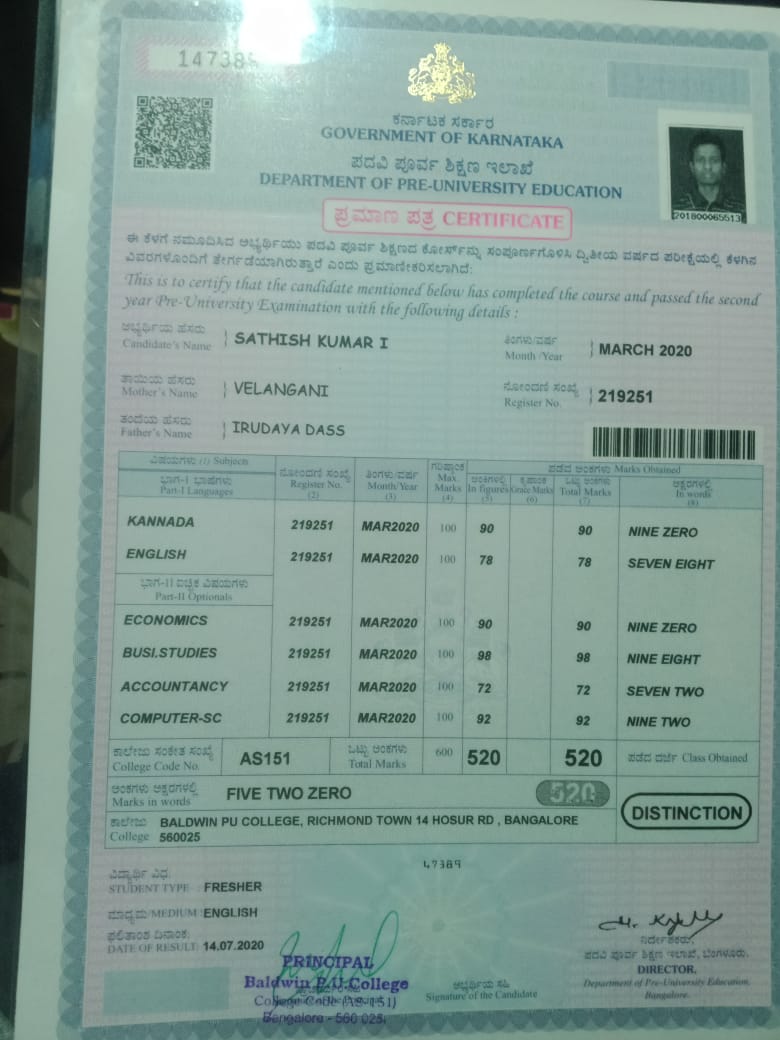 14738
ಕರ್ನಾಟಕ ಸರ್ಕಾರ
GOVERNMENT OF KARNATAKA
ಪದವಿ ಪೂರ್ವ ಶಿಕ್ಷಣ ಇಲಾಖೆ
DEPARTMENT OF PRE-UNIVERSITY EDUCATION
201800065513
ಪ್ರಮಾಣ ಪತ್ರ CERTIFICATE
ಈ ಕೆಳಗೆ ನಮೂದಿಸಿದ ಅಭ್ಯರ್ಥಿಯು ಪದವಿ ಪೂರ್ವ ಶಿಕ್ಷಣದ ಕೋರ್ಸ್‌ನ್ನು ಸಂಪೂರ್ಣಗೊಳಿಸಿ ದ್ವಿತೀಯ ವರ್ಷದ ಪರೀಕ್ಷೆಯಲ್ಲಿ ಕೆಳಗಿನ
ವಿವರಗಳೊಂದಿಗೆ ತೇರ್ಗಡೆಯಾಗಿರುತ್ತಾರೆ ಎಂದು ಪ್ರಮಾಣೀಕರಿಸಲಾಗಿದೆ:
This is to certify that the candidate mentioned below has completed the course and passed the second
year Pre-University Examination with the following details :
ಅಭ್ಯರ್ಥಿಯ ಹೆಸರು
Candidate's Name SATHISH KUMAR I
ತಿಂಗಳು/ವರ್ಷ
Month /Year MARCH 2020
ತಾಯಿಯ ಹೆಸರು
Mother's Name VELANGANI
ನೋಂದಣಿ ಸಂಖ್ಯೆ
Register No. 219251
ತಂದೆಯ ಹೆಸರು
Father's Name IRUDAYA DASS
ವಿಷಯಗಳು (1) Subjects
ಭಾಗ-I ಭಾಷೆಗಳು
Part-I Languages
ನೋಂದಣಿ ಸಂಖ್ಯೆ
Register No.
(2)
ತಿಂಗಳು/ವರ್ಷ
Month/Year
(3)
ಗರಿಷ್ಠಾಂಕ
Max.
Marks
(4)
ಪಡೆದ ಅಂಕಗಳು Marks Obtained
ಅಂಕಿಗಳಲ್ಲಿ
In figures
(5)
ಕೃಪಾಂಕ
Grace Marks
(6)
ಒಟ್ಟು ಅಂಕಗಳು
Total Marks
(7)
ಅಕ್ಷರಗಳಲ್ಲಿ
In words
(8)
KANNADA 219251 MAR2020 100 90 90 NINE ZERO
ENGLISH 219251 MAR2020 100 78 78 SEVEN EIGHT
ಭಾಗ-II ಐಚ್ಛಿಕ ವಿಷಯಗಳು
Part-II Optionals
ECONOMICS 219251 MAR2020 100 90 90 NINE ZERO
BUSI.STUDIES 219251 MAR2020 100 98 98 NINE EIGHT
ACCOUNTANCY 219251 MAR2020 100 72 72 SEVEN TWO
COMPUTER-SC 219251 MAR2020 100 92 92 NINE TWO
ಕಾಲೇಜು ಸಂಕೇತ ಸಂಖ್ಯೆ
College Code No. AS151
ಒಟ್ಟು ಅಂಕಗಳು
Total Marks 600 520 520 ಪಡೆದ ದರ್ಜೆ Class Obtained
ಅಂಕಗಳು ಅಕ್ಷರಗಳಲ್ಲಿ
Marks in words FIVE TWO ZERO 520
DISTINCTION
ಕಾಲೇಜು
College BALDWIN PU COLLEGE, RICHMOND TOWN 14 HOSUR RD , BANGALORE
560025
47389
ವಿದ್ಯಾರ್ಥಿ ವಿಧ:
STUDENT TYPE : FRESHER
ಮಾಧ್ಯಮ/MEDIUM :ENGLISH
ಫಲಿತಾಂಶ ದಿನಾಂಕ:
DATE OF RESULT: 14.07.2020
PRINCIPAL
Baldwin P.U.College
College Code (AS-151)
Bangalore - 560 025.
ಅಭ್ಯರ್ಥಿಯ ಸಹಿ
Signature of the Candidate
ನಿರ್ದೇಶಕರು,
ಪದವಿ ಪೂರ್ವ ಶಿಕ್ಷಣ ಇಲಾಖೆ, ಬೆಂಗಳೂರು.
DIRECTOR,
Department of Pre-University Education,
Bangalore.